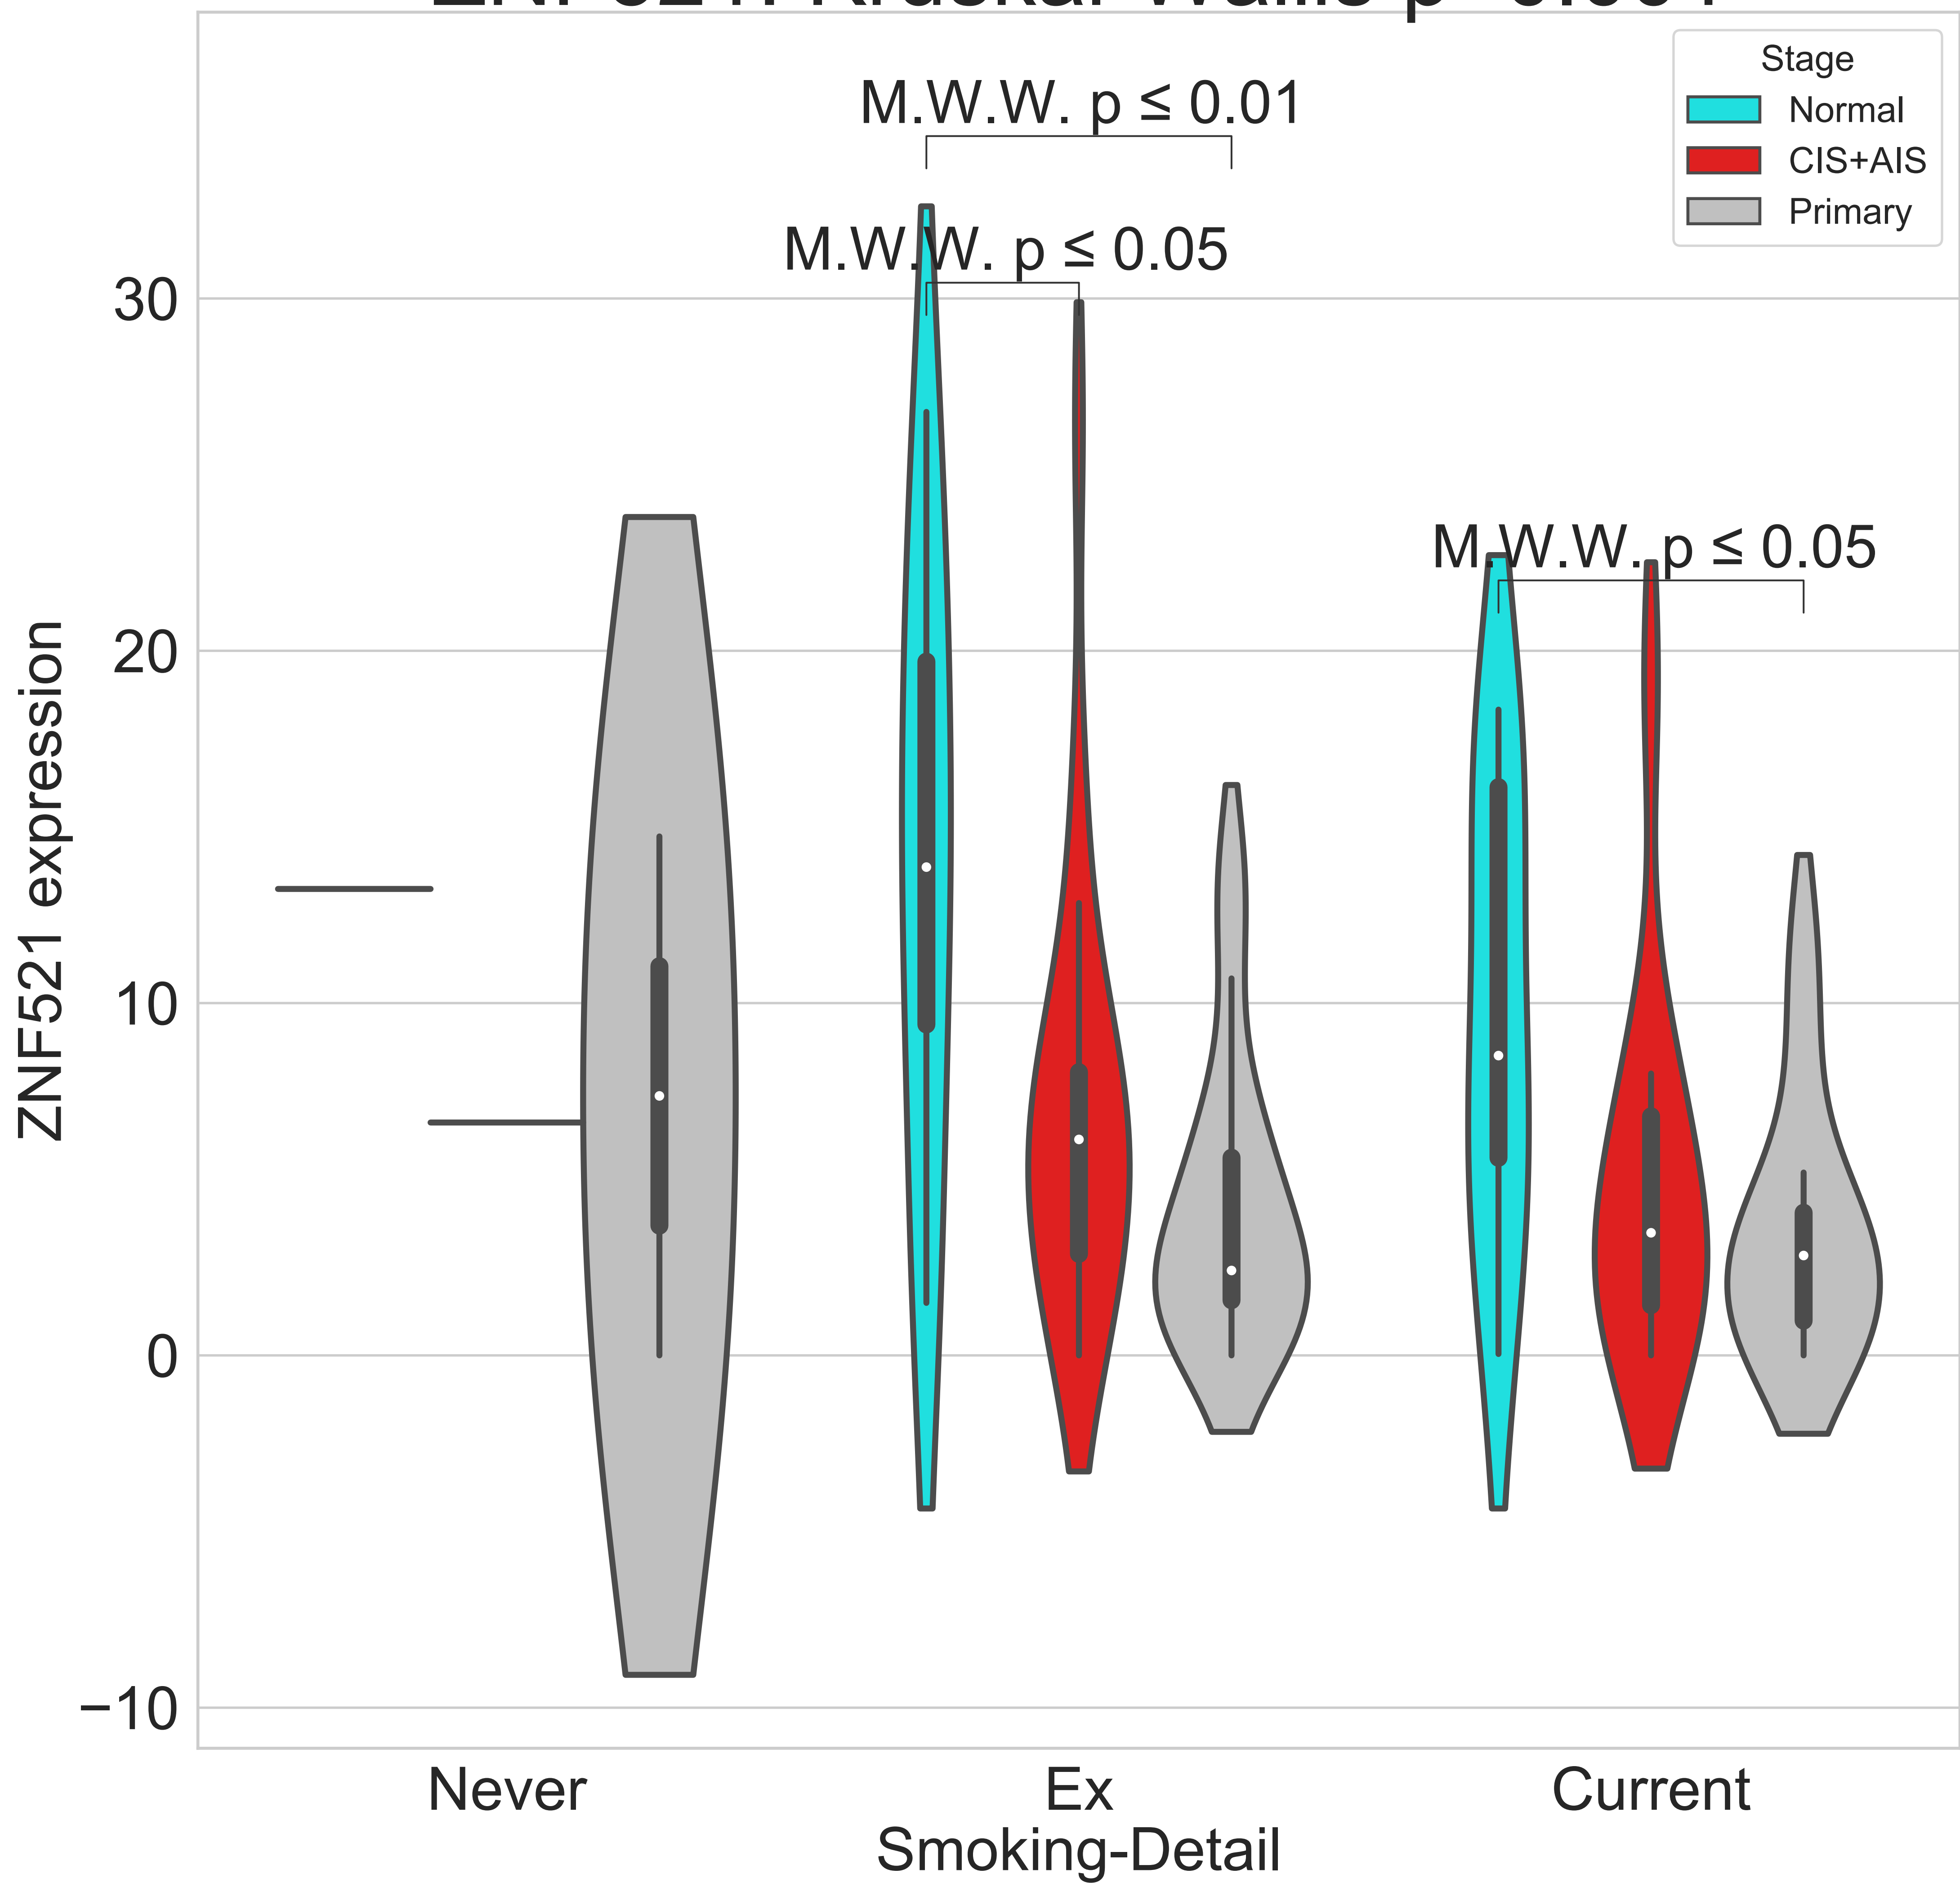 M.W.W. p ≤ 0.01
M.W.W. p ≤ 0.05
M.W.W. p ≤ 0.05
Stage
Normal
CIS+AIS
Primary
ZNF521 expression
30
20
10
0
−10
Never
Ex
Current
Smoking-Detail